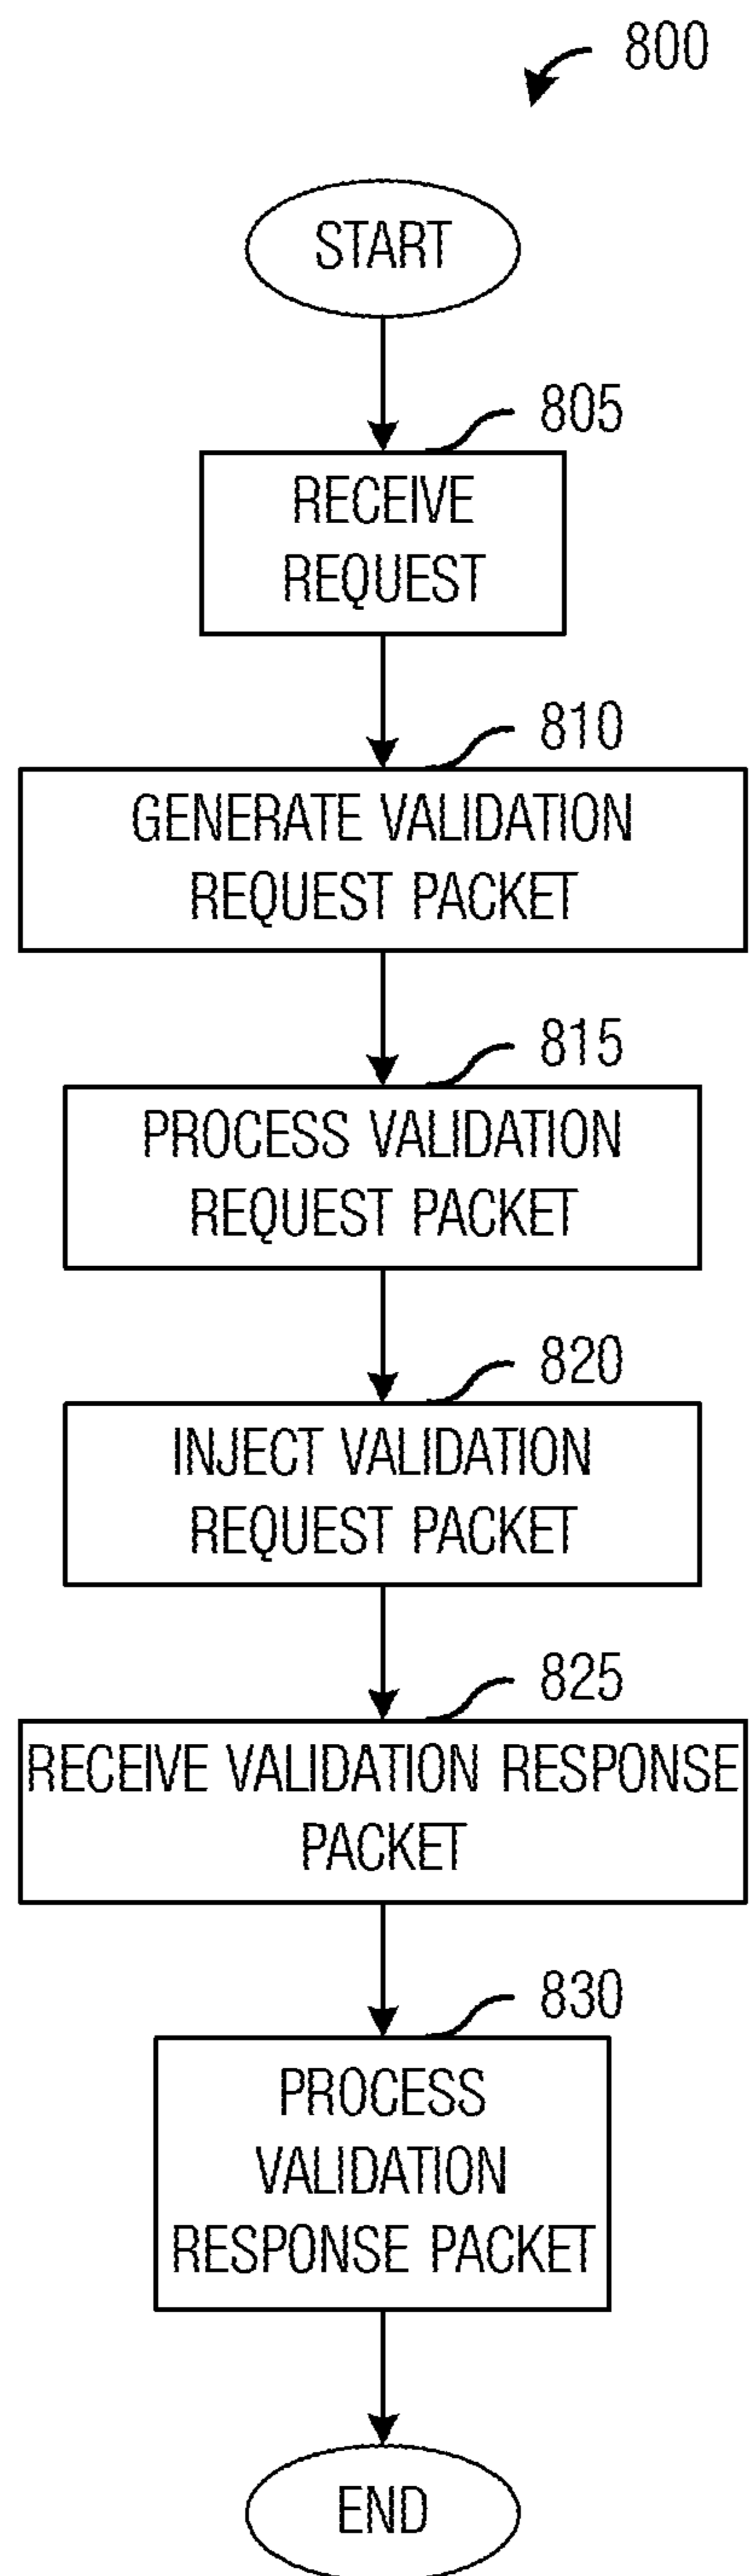 800
START
805
RECEIVE
REQUEST
810
GENERATE VALIDATION
REQUEST PACKET
815
PROCESS VALIDATION
REQUEST PACKET
820
INJECT VALIDATION
REQUEST PACKET
825
RECEIVE VALIDATION RESPONSE
PACKET
830
PROCESS
VALIDATION
RESPONSE PACKET
END